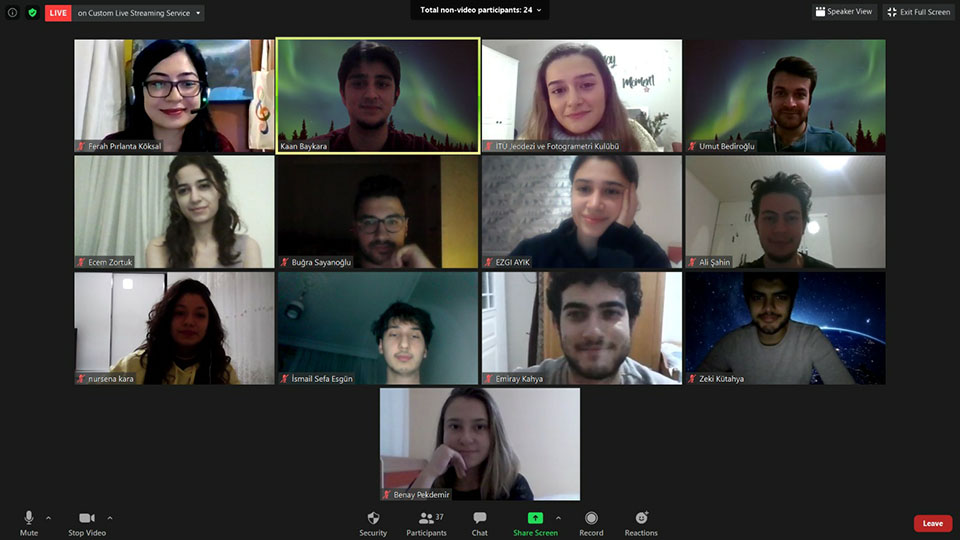 LIVE
on Custom Live Streaming Service
Total non-video participants: 24
Speaker View
Exit Full Screen
Ferah Pırlanta Köksal
Kaan Baykara
İTÜ Jeodezi ve Fotogrametri Kulübü
Umut Bediroğlu
Ecem Zortuk
Buğra Sayanoğlu
EZGI AYIK
Ali Şahin
nursena kara
İsmail Sefa Esgün
Emiray Kahya
Zeki Kütahya
Benay Pekdemir
Mute
Stop Video
Security
Participants
37
Chat
Share Screen
Record
Reactions
Leave